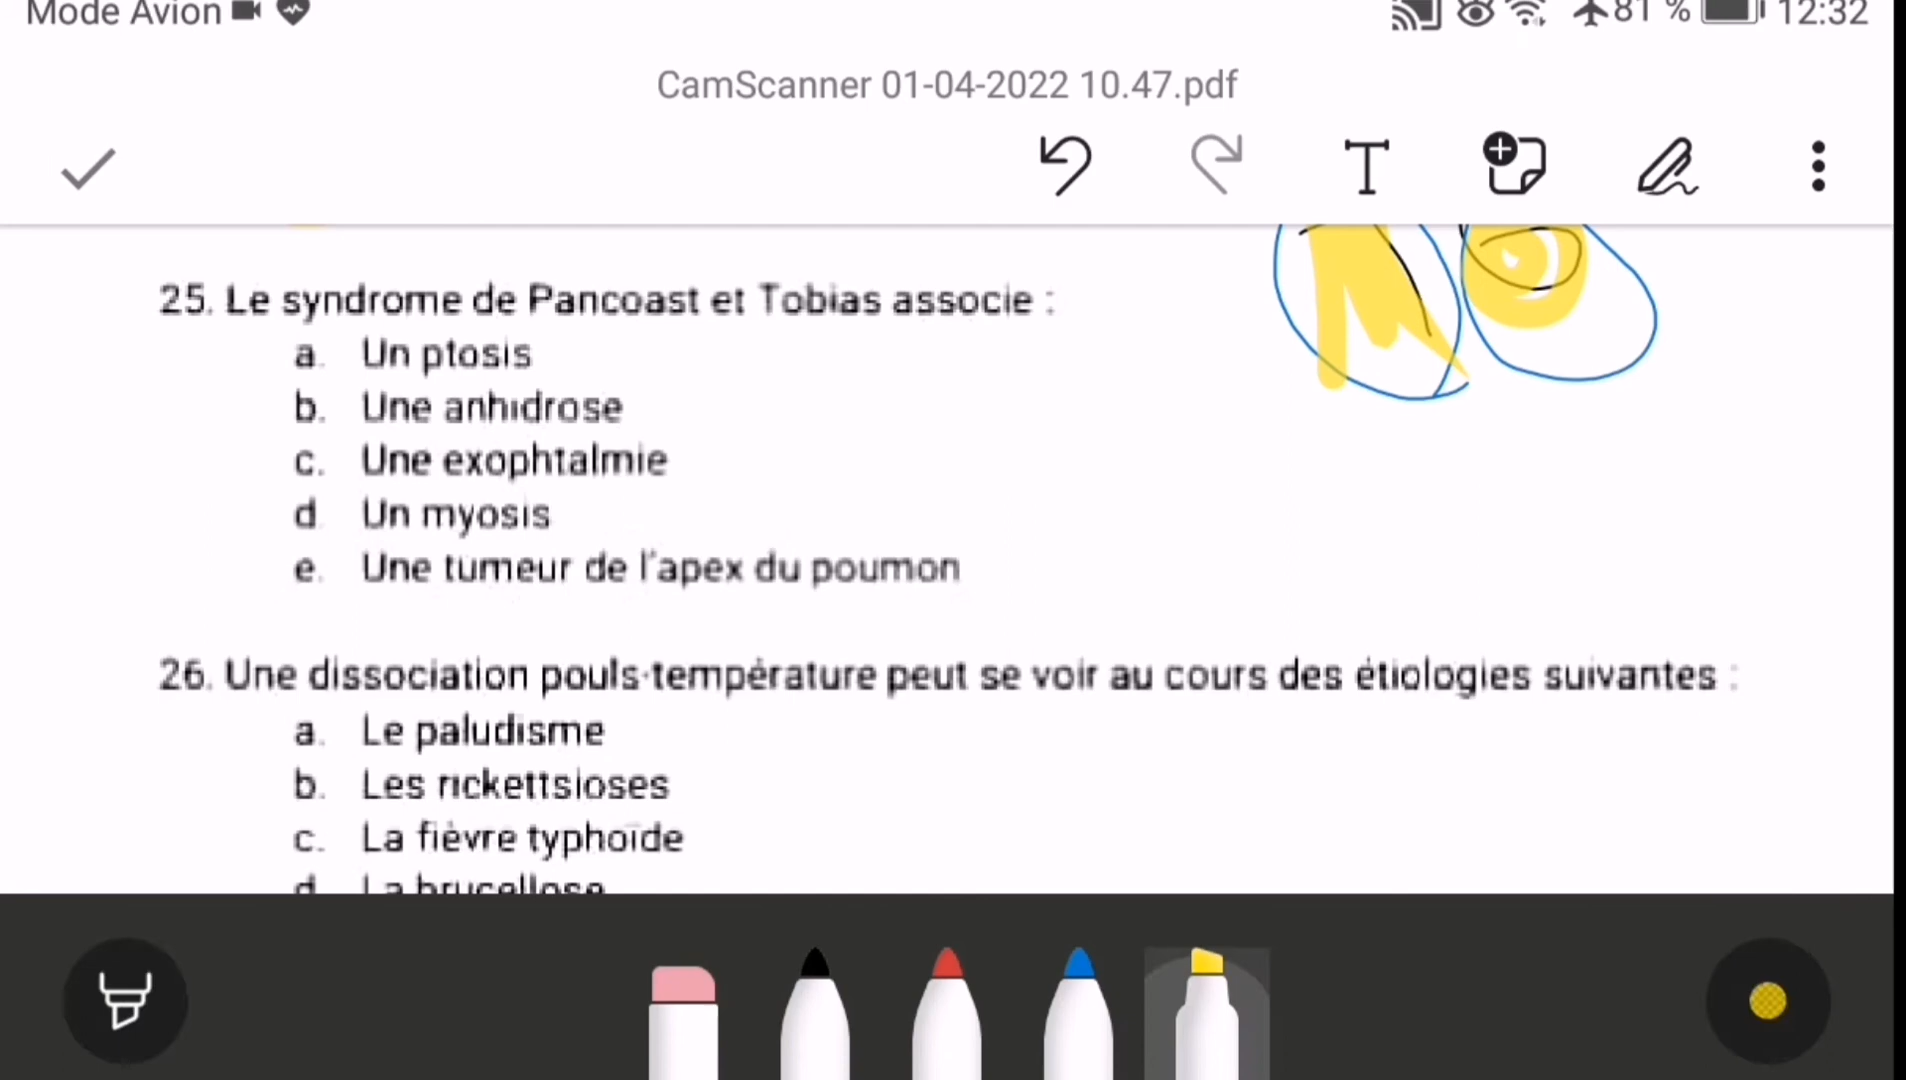 Mode Avion 81 % 12:32
CamScanner 01-04-2022 10.47.pdf
T
25. Le syndrome de Pancoast et Tobias associe :
a. Un ptosis
b. Une anhidrose
c. Une exophtalmie
d. Un myosis
e. Une tumeur de l'apex du poumon
26. Une dissociation pouls-température peut se voir au cours des étiologies suivantes :
a. Le paludisme
b. Les rickettsioses
c. La fièvre typhoïde
d. La brucellose